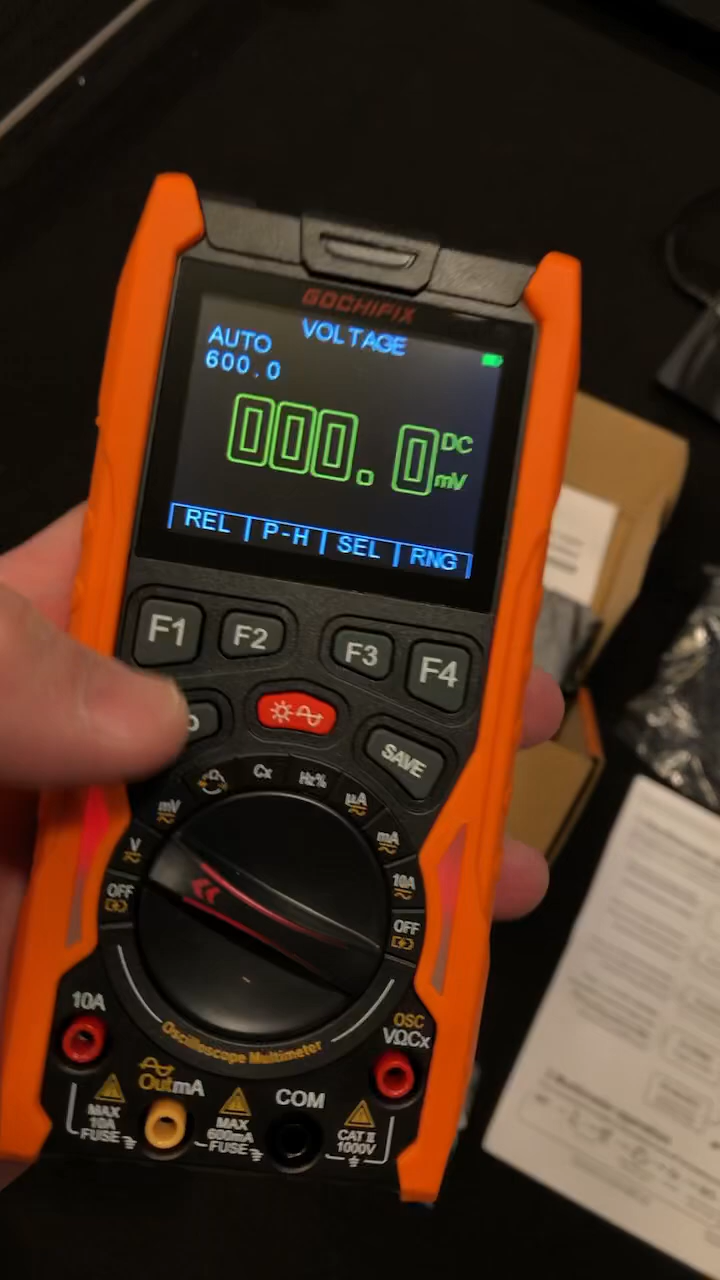 GOCHIFIX
VOLTAGE
AUTO
600.0
000.0 DC mV
REL P-H SEL RNG
F1 F2 F3 F4
SAVE
OFF V mV Ω Cx Hz% µA mA 10A OFF
Oscilloscope Multimeter
10A
OutmA
COM
OSC
VΩCx
MAX
10A
FUSE
MAX
600mA
FUSE
CAT II
1000V